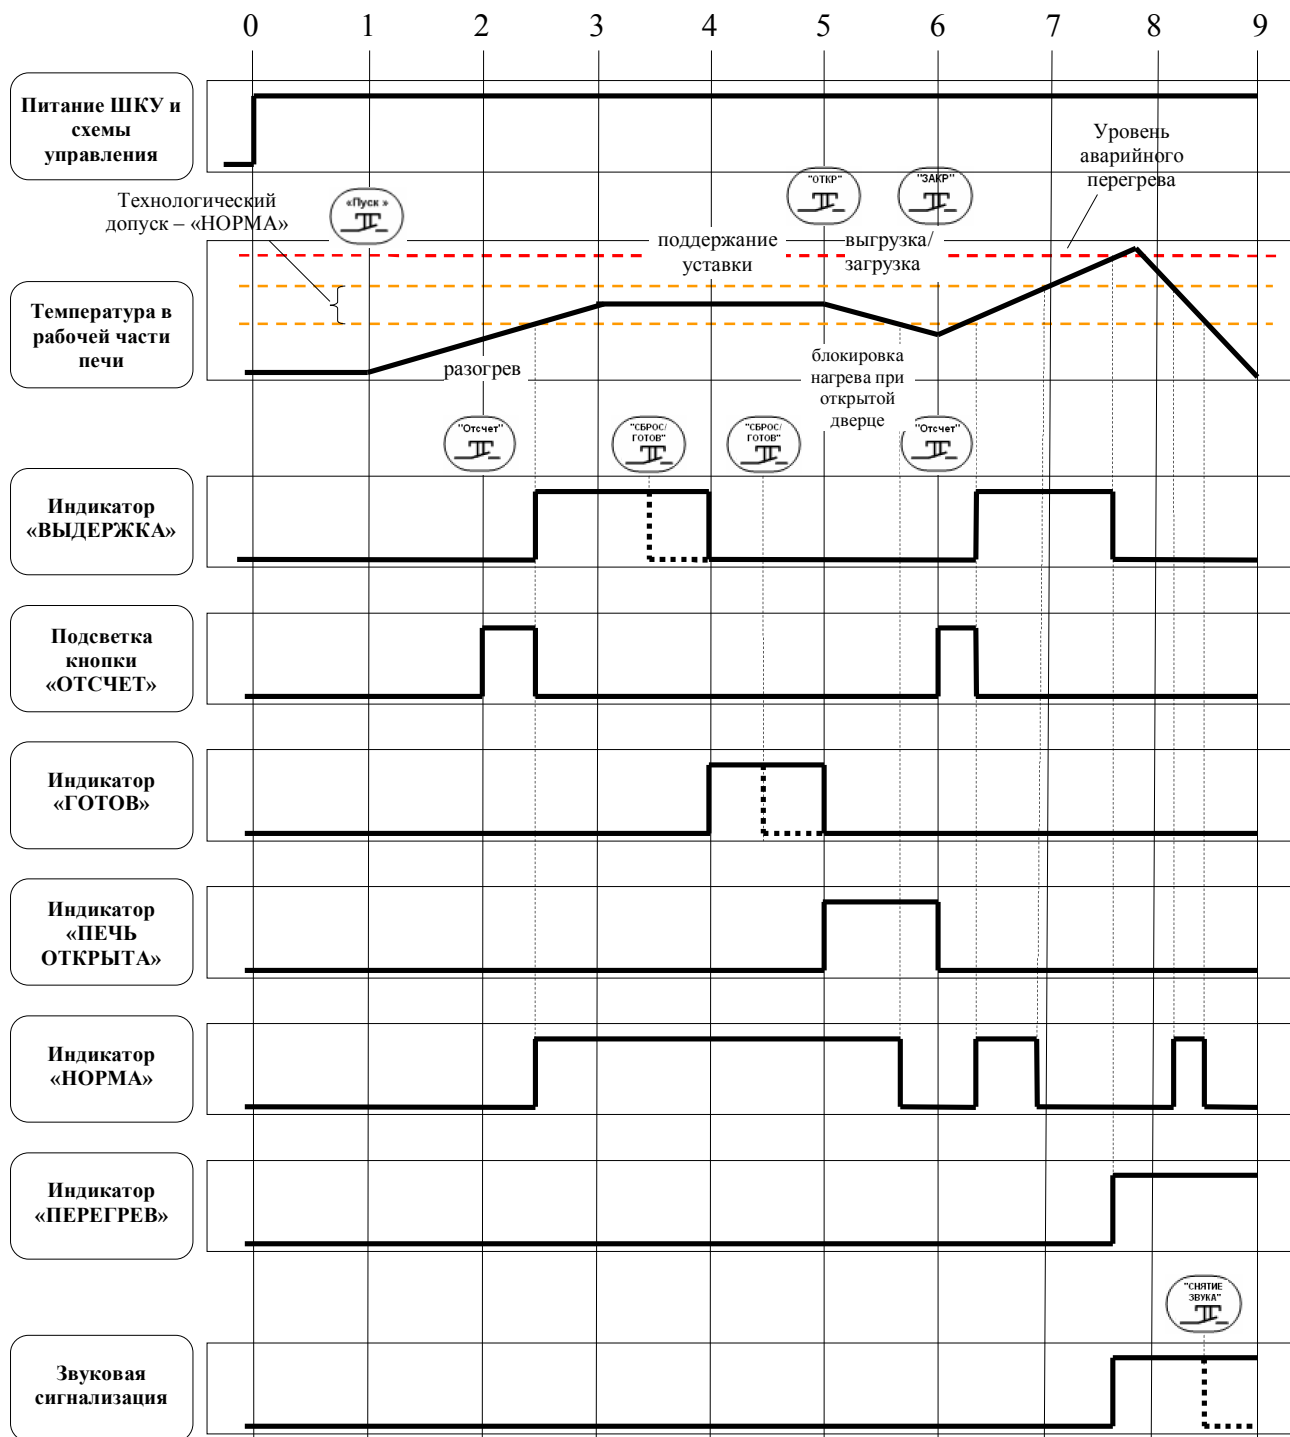 0 1 2 3 4 5 6 7 8 9
Питание ШКУ и
схемы
управления
Уровень
аварийного
перегрева
"ОТКР"
"ЗАКР"
Технологический
допуск – «НОРМА»
«Пуск »
поддержание
уставки
выгрузка/
загрузка
Температура в
рабочей части
печи
разогрев
блокировка
нагрева при
открытой
дверце
"Отсчет"
"СБРОС/
ГОТОВ"
"СБРОС/
ГОТОВ"
"Отсчет"
Индикатор
«ВЫДЕРЖКА»
Подсветка
кнопки
«ОТСЧЕТ»
Индикатор
«ГОТОВ»
Индикатор
«ПЕЧЬ
ОТКРЫТА»
Индикатор
«НОРМА»
Индикатор
«ПЕРЕГРЕВ»
"СНЯТИЕ
ЗВУКА"
Звуковая
сигнализация